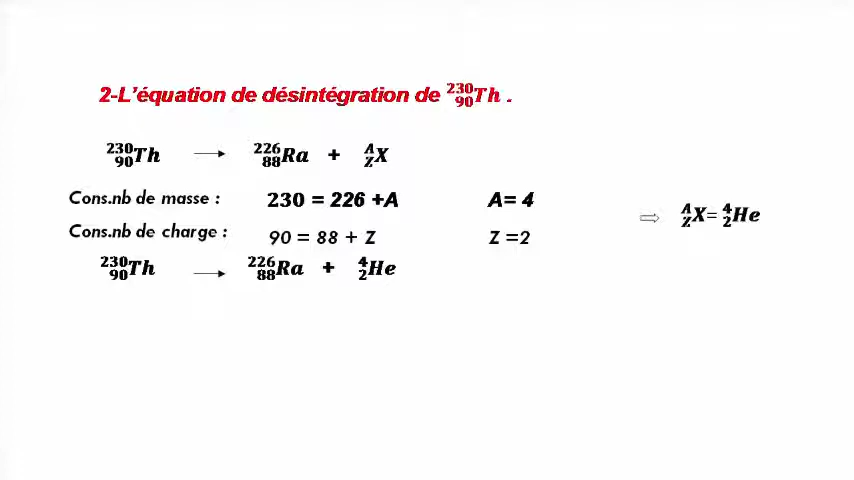 2-L'équation de désintégration de ²³⁰₉₀Th .
²³⁰₉₀Th ⟶ ²²⁶₈₈Ra + ᴬ_ZX
Cons.nb de masse : 230 = 226 +A A= 4
⇨ ᴬ_ZX= ⁴₂He
Cons.nb de charge : 90 = 88 + Z Z =2
²³⁰₉₀Th ⟶ ²²⁶₈₈Ra + ⁴₂He